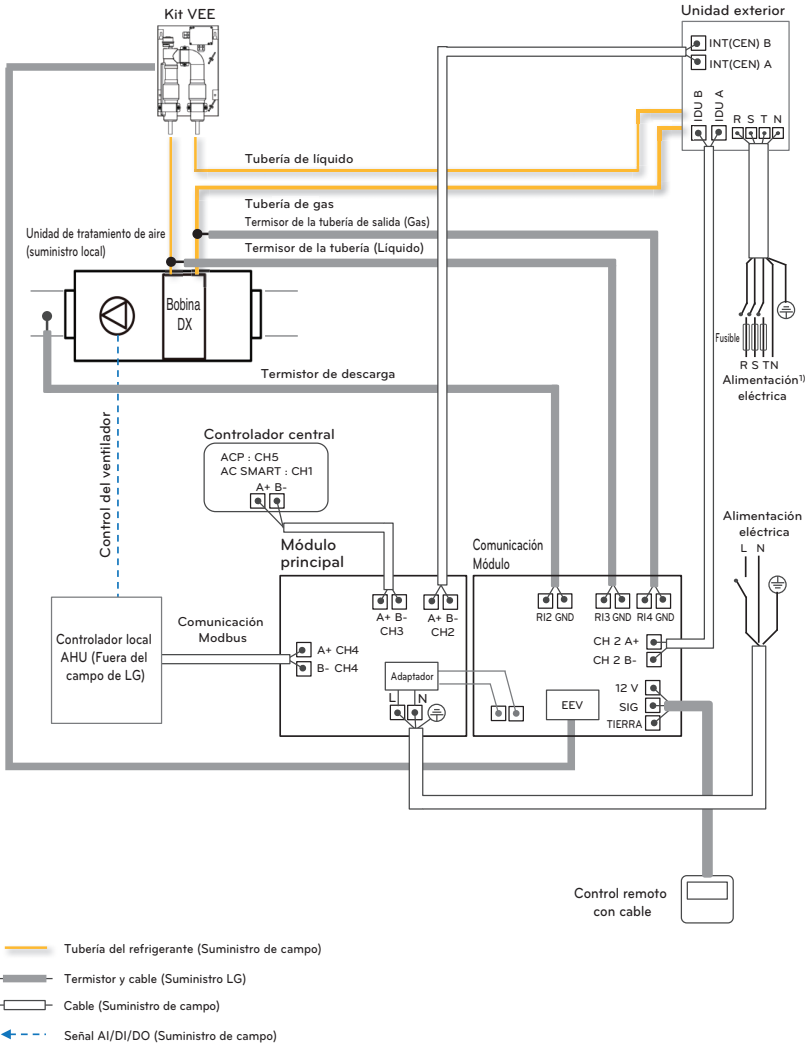 Kit VEE
Unidad exterior
INT(CEN) B
INT(CEN) A
IDU B
IDU A
R S T N
Tubería de líquido
Tubería de gas
Termisor de la tubería de salida (Gas)
Termisor de la tubería (Líquido)
Unidad de tratamiento de aire
(suministro local)
Bobina
DX
Fusible
R S TN
Alimentación¹⁾
eléctrica
Termistor de descarga
Control del ventilador
Controlador central
ACP : CH5
AC SMART : CH1
A+ B-
Alimentación
eléctrica
L N
Módulo
principal
Comunicación
Módulo
A+ B-
CH3
A+ B-
CH2
RI2 GND
RI3 GND
RI4 GND
Comunicación
Modbus
Controlador local
AHU (Fuera del
campo de LG)
A+ CH4
B- CH4
CH 2 A+
CH 2 B-
Adaptador
L N
EEV
12 V
SIG
TIERRA
Control remoto
con cable
Tubería del refrigerante (Suministro de campo)
Termistor y cable (Suministro LG)
Cable (Suministro de campo)
Señal AI/DI/DO (Suministro de campo)